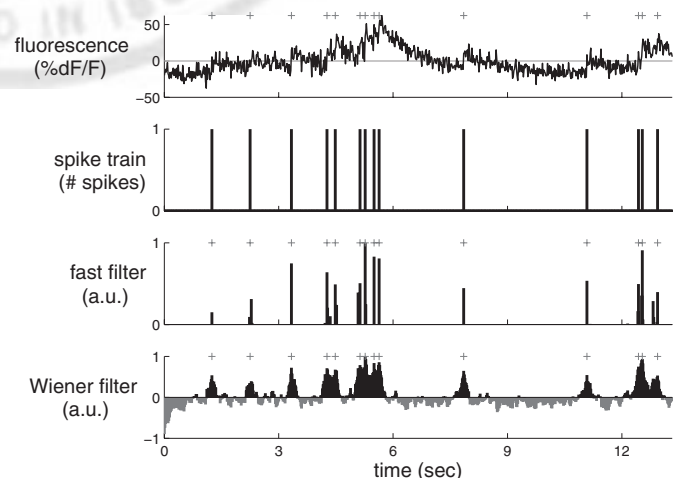 fluorescence
(%dF/F)
50
0
−50
spike train
(# spikes)
1
0
fast filter
(a.u.)
1
0
Wiener filter
(a.u.)
1
0
−1
0 3 6 9 12
time (sec)